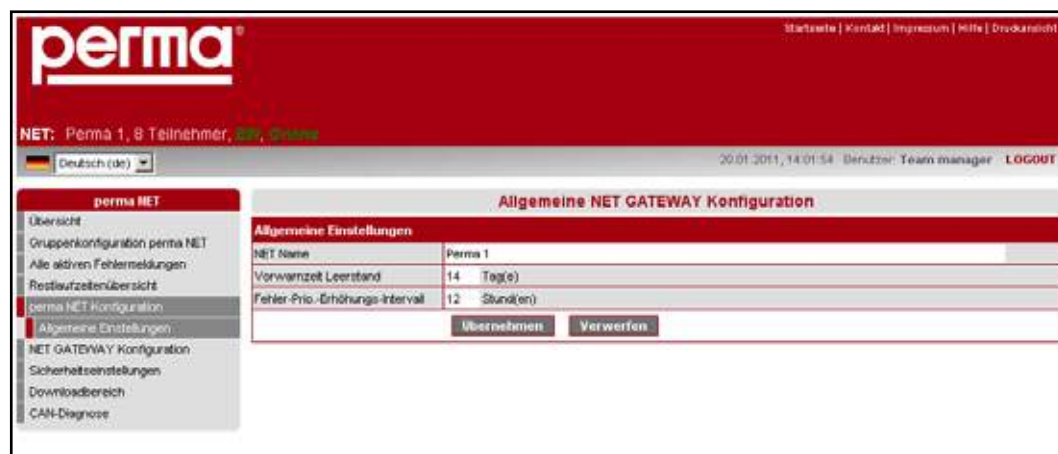 perma®
Startseite | Kontakt | Impressum | Hilfe | Druckansicht
NET: Perma 1, 8 Teilnehmer, EIN, Online
Deutsch (de)
20.01.2011, 14:01:54 Benutzer: Team manager LOGOUT
perma NET
Übersicht
Gruppenkonfiguration perma NET
Alle aktiven Fehlermeldungen
Restlaufzeitenübersicht
perma NET Konfiguration
Allgemeine Einstellungen
NET GATEWAY Konfiguration
Sicherheitseinstellungen
Downloadbereich
CAN-Diagnose
Allgemeine NET GATEWAY Konfiguration
Allgemeine Einstellungen
NET Name Perma 1
Vorwarnzeit Leerstand 14 Tag(e)
Fehler-Prio.-Erhöhungs-Intervall 12 Stund(en)
Übernehmen Verwerfen